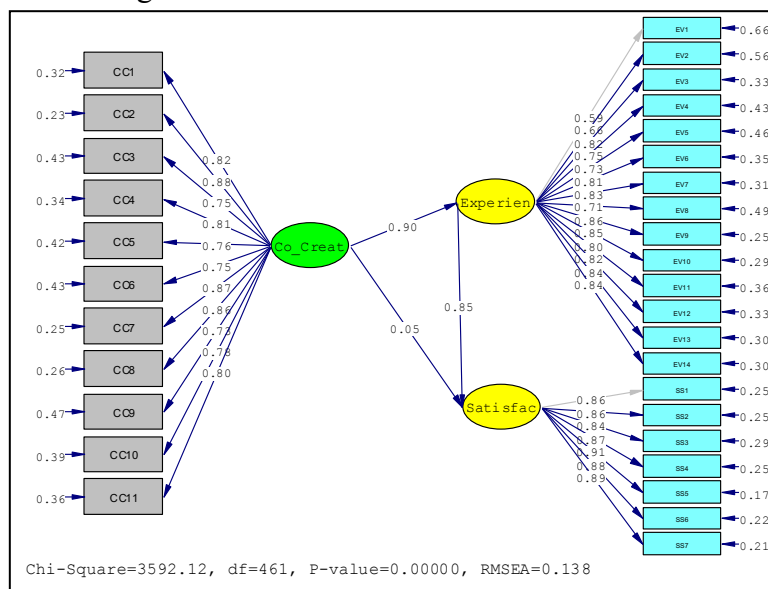 0.32 CC1
0.23 CC2
0.43 CC3
0.34 CC4
0.42 CC5
0.43 CC6
0.25 CC7
0.26 CC8
0.47 CC9
0.39 CC10
0.36 CC11
0.82
0.88
0.75
0.81
0.76
0.75
0.87
0.86
0.73
0.78
0.80
Co_Creat
0.90
0.05
Experien
0.85
Satisfac
0.59
0.66
0.82
0.75
0.73
0.81
0.83
0.71
0.86
0.85
0.80
0.82
0.84
0.84
0.86
0.86
0.84
0.87
0.91
0.88
0.89
EV1 0.66
EV2 0.56
EV3 0.33
EV4 0.43
EV5 0.46
EV6 0.35
EV7 0.31
EV8 0.49
EV9 0.25
EV10 0.29
EV11 0.36
EV12 0.33
EV13 0.30
EV14 0.30
SS1 0.25
SS2 0.25
SS3 0.29
SS4 0.25
SS5 0.17
SS6 0.22
SS7 0.21
Chi-Square=3592.12, df=461, P-value=0.00000, RMSEA=0.138